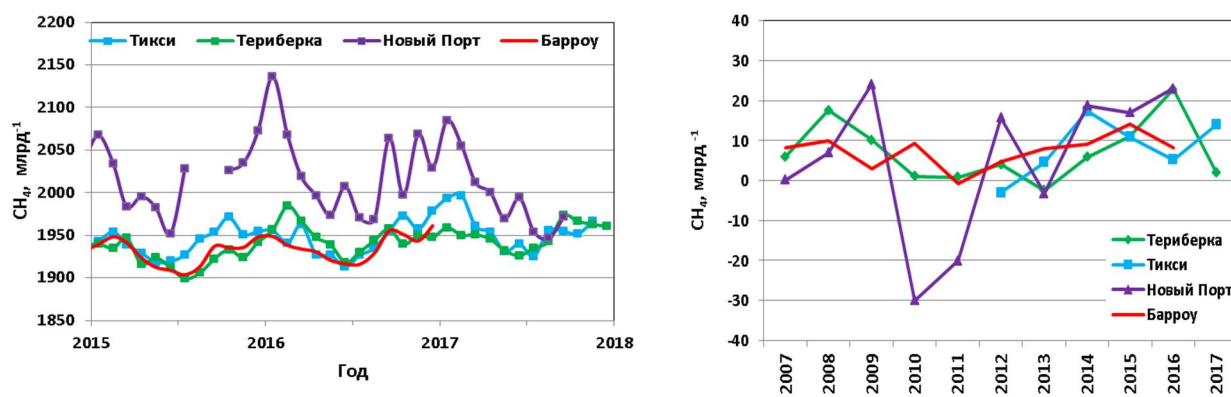 2200
2150
2100
2050
2000
1950
1900
1850
CH4, млрд-1
Тикси Териберка Новый Порт Барроу
2015 2016 2017 2018
Год
40
30
20
10
0
-10
-20
-30
-40
CH4, млрд-1
Териберка
Тикси
Новый Порт
Барроу
2007 2008 2009 2010 2011 2012 2013 2014 2015 2016 2017